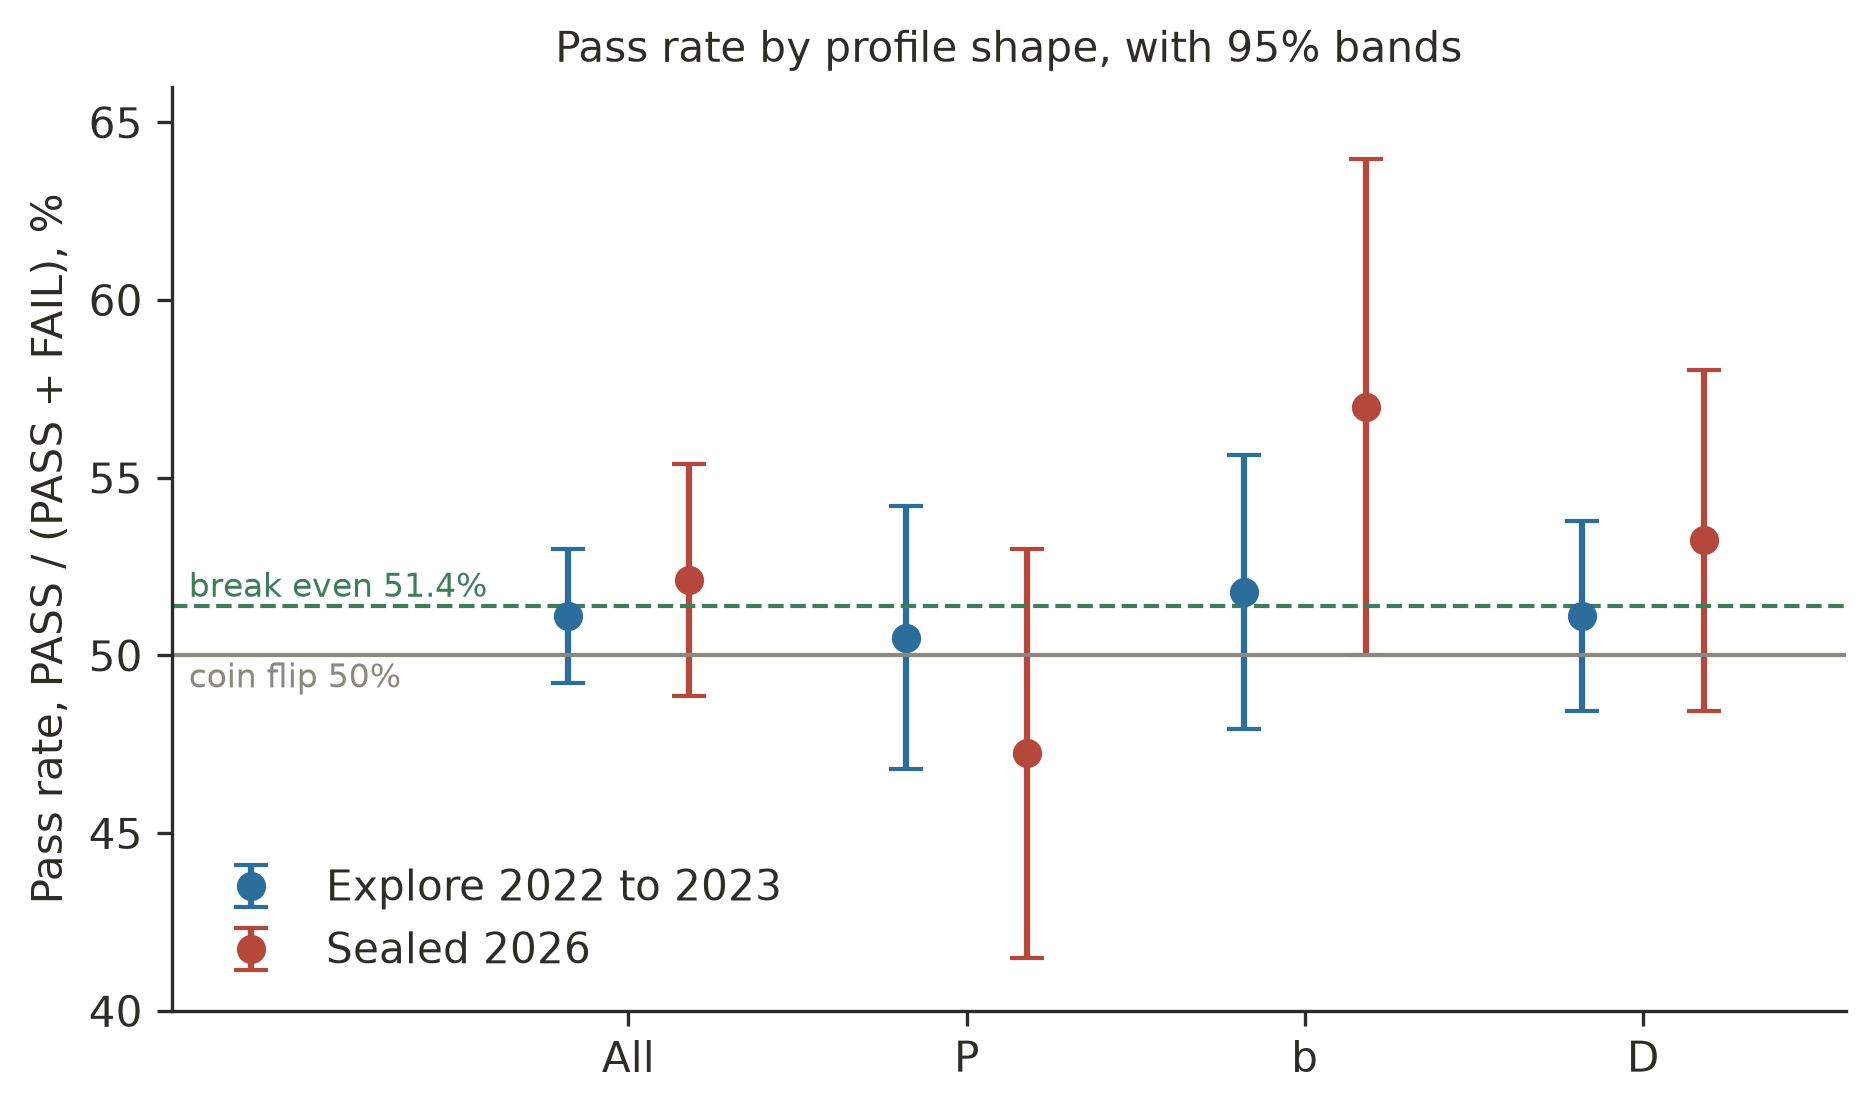 Pass rate by profile shape, with 95% bands
Pass rate, PASS / (PASS + FAIL), %
65
60
55
50
45
40
break even 51.4%
coin flip 50%
Explore 2022 to 2023
Sealed 2026
All
P
b
D